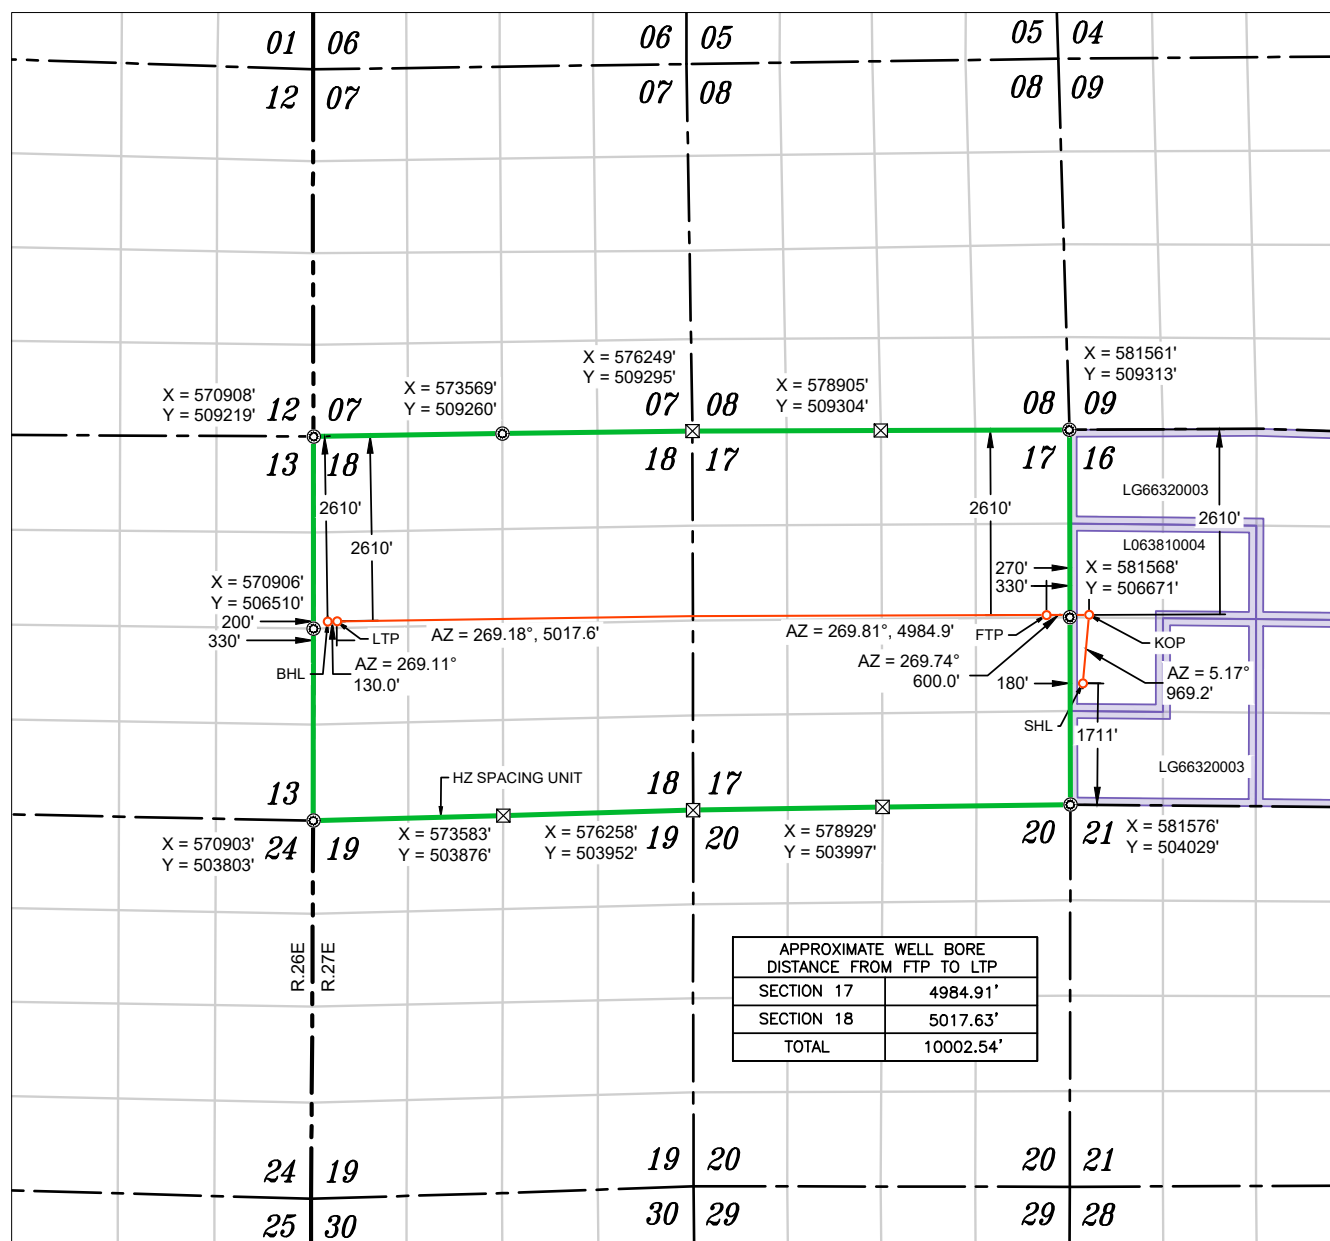 01 06
06 05
05 04
12 07
07 08
08 09
X = 576249'
Y = 509295'
X = 581561'
Y = 509313'
X = 570908'
Y = 509219'
X = 573569'
Y = 509260'
X = 578905'
Y = 509304'
12 07
07 08
08 09
13 18
18 17
17 16
2610'
2610'
2610'
2610'
LG66320003
L063810004
X = 570906'
Y = 506510'
200'
330'
270'
330'
X = 581568'
Y = 506671'
LTP
AZ = 269.18°, 5017.6'
AZ = 269.81°, 4984.9'
FTP
KOP
BHL
AZ = 269.11°
130.0'
AZ = 269.74°
600.0'
180'
AZ = 5.17°
969.2'
SHL
1711'
LG66320003
HZ SPACING UNIT
13
18 17
X = 570903'
Y = 503803'
24 19
X = 573583'
Y = 503876'
X = 576258'
Y = 503952'
19 20
X = 578929'
Y = 503997'
20 21
X = 581576'
Y = 504029'
R.26E
R.27E
APPROXIMATE WELL BORE
DISTANCE FROM FTP TO LTP
SECTION 17 4984.91'
SECTION 18 5017.63'
TOTAL 10002.54'
24 19
19 20
20 21
25 30
30 29
29 28